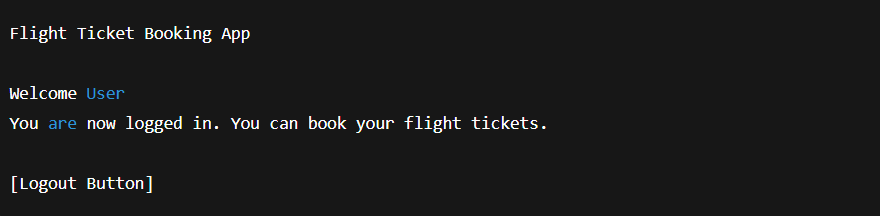 Flight Ticket Booking App
Welcome User
You are now logged in. You can book your flight tickets.
[Logout Button]